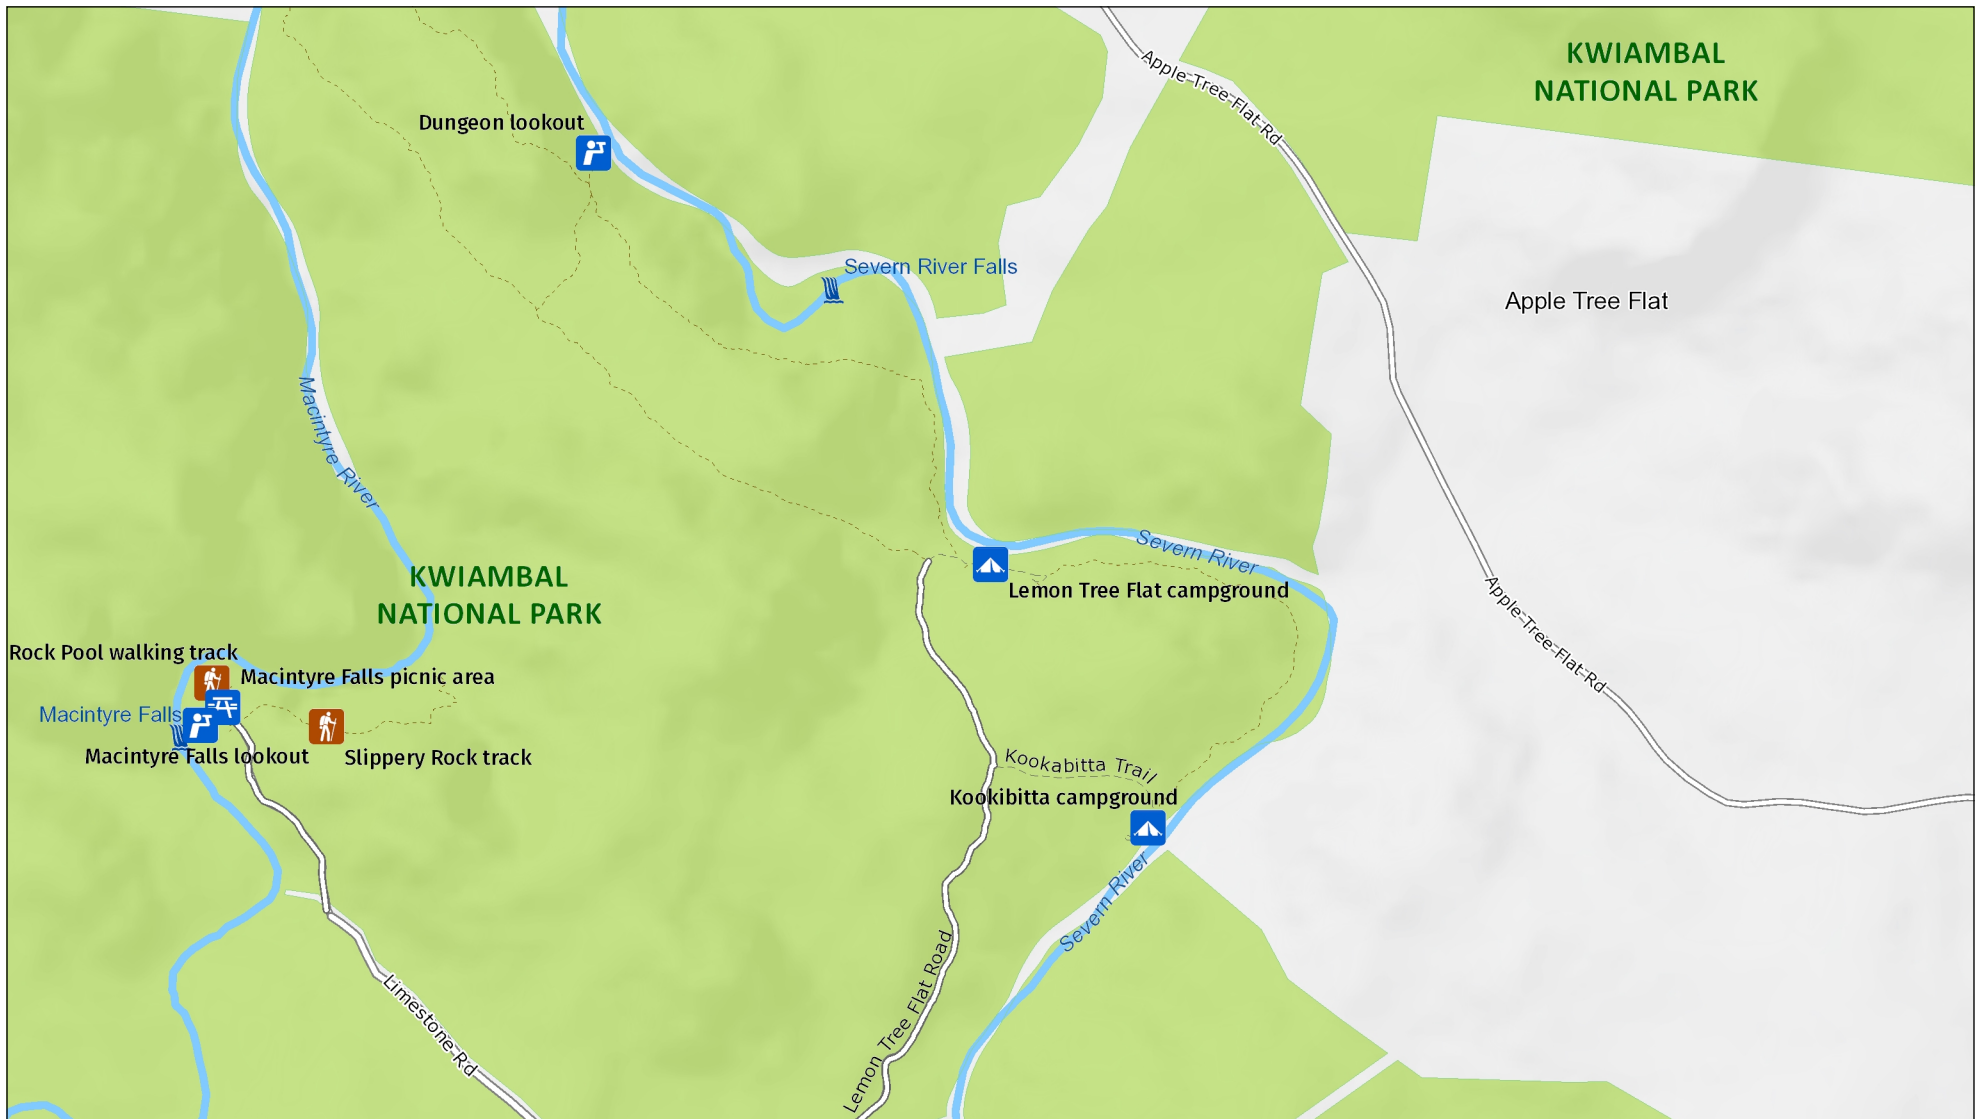 KWIAMBAL
NATIONAL PARK
Apple Tree Flat Rd
Dungeon lookout
Severn River Falls
Apple Tree Flat
Macintyre River
Severn River
KWIAMBAL
NATIONAL PARK
Lemon Tree Flat campground
Apple Tree Flat Rd
Rock Pool walking track
Macintyre Falls picnic area
Macintyre Falls
Macintyre Falls lookout
Slippery Rock track
Kookabitta Trail
Kookibitta campground
Severn River
Lemon Tree Flat Road
Limestone Rd